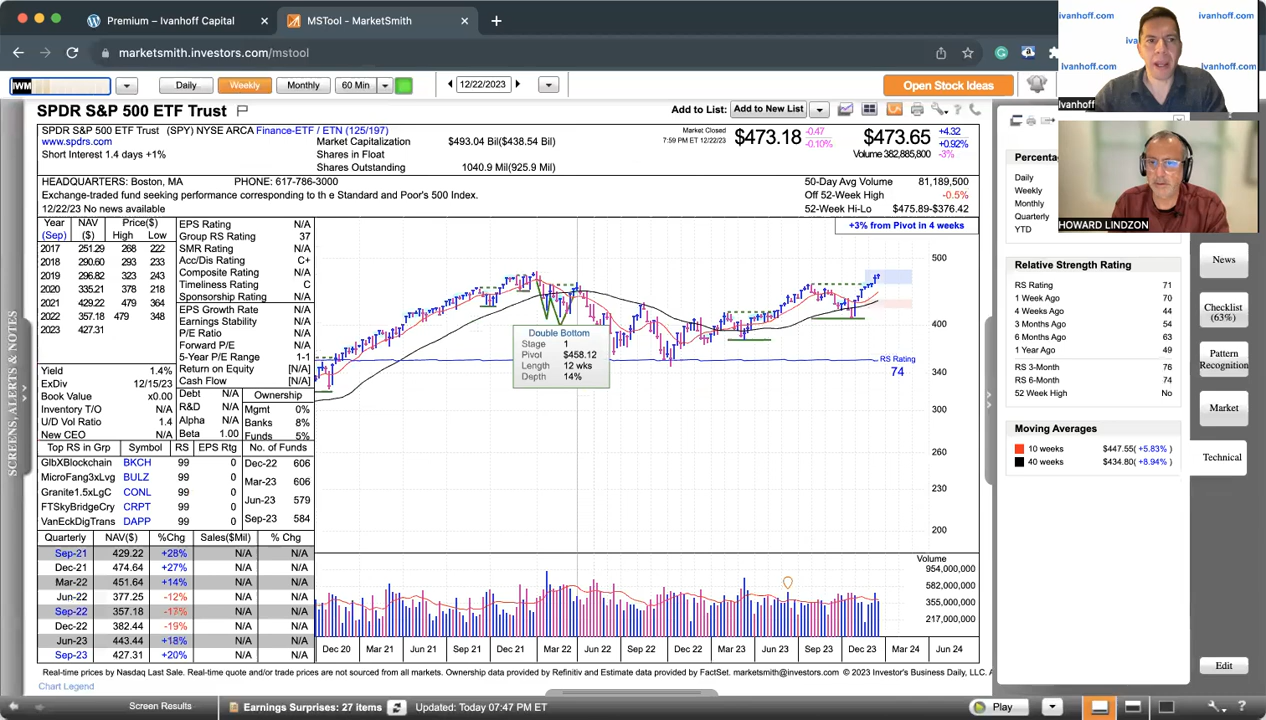 Premium – Ivanhoff Capital
MSTool - MarketSmith
marketsmith.investors.com/mstool
IWM
Daily
Weekly
Monthly
60 Min
12/22/2023
Open Stock Ideas
SPDR S&P 500 ETF Trust
Add to List:
Add to New List
SPDR S&P 500 ETF Trust (SPY) NYSE ARCA Finance-ETF / ETN (125/197)
www.spdrs.com
Short Interest 1.4 days +1%
Market Capitalization $493.04 Bil($438.54 Bil)
Shares in Float
Shares Outstanding 1040.9 Mil(925.9 Mil)
Market Closed
7:59 PM ET 12/22/23
$473.18 -0.47 -0.10%
$473.65 +4.32 +0.92%
Volume 382,885,800 -3%
HEADQUARTERS: Boston, MA PHONE: 617-786-3000
Exchange-traded fund seeking performance corresponding to th e Standard and Poor's 500 Index.
12/22/23 No news available
50-Day Avg Volume 81,189,500
Off 52-Week High -0.5%
52-Week Hi-Lo $475.89-$376.42
Year NAV Price($)
(Sep) ($) High Low
2017 251.29 268 222
2018 290.60 293 233
2019 296.82 323 243
2020 335.21 378 218
2021 429.22 479 364
2022 357.18 479 348
2023 427.31
Yield 1.4%
ExDiv 12/15/23
Book Value x0.00
Inventory T/O N/A
U/D Vol Ratio 1.4
New CEO N/A
EPS Rating N/A
Group RS Rating 37
SMR Rating N/A
Acc/Dis Rating C+
Composite Rating N/A
Timeliness Rating C
Sponsorship Rating N/A
EPS Growth Rate N/A
Earnings Stability N/A
P/E Ratio N/A
Forward P/E N/A
5-Year P/E Range 1-1
Return on Equity [N/A]
Cash Flow [N/A]
Debt N/A
R&D N/A
Alpha N/A
Beta 1.00
Ownership
Mgmt 0%
Banks 8%
Funds 5%
Top RS in Grp Symbol RS EPS Rtg
GlbXBlockchain BKCH 99 0
MicroFang3xLvg BULZ 99 0
Granite1.5xLgC CONL 99 0
FTSkyBridgeCry CRPT 99 0
VanEckDigTrans DAPP 99 0
No. of Funds
Dec-22 606
Mar-23 606
Jun-23 579
Sep-23 584
Quarterly NAV($) %Chg Sales($Mil) % Chg
Sep-21 429.22 +28% N/A N/A
Dec-21 474.64 +27% N/A N/A
Mar-22 451.64 +14% N/A N/A
Jun-22 377.25 -12% N/A N/A
Sep-22 357.18 -17% N/A N/A
Dec-22 382.44 -19% N/A N/A
Jun-23 443.44 +18% N/A N/A
Sep-23 427.31 +20% N/A N/A
+3% from Pivot in 4 weeks
500
400
340
300
260
230
200
Double Bottom
Stage 1
Pivot $458.12
Length 12 wks
Depth 14%
RS Rating
74
Volume
954,000,000
582,000,000
355,000,000
217,000,000
Dec 20 Mar 21 Jun 21 Sep 21 Dec 21 Mar 22 Jun 22 Sep 22 Dec 22 Mar 23 Jun 23 Sep 23 Dec 23 Mar 24 Jun 24
Real-time prices by Nasdaq Last Sale. Real-time quote and/or trade prices are not sourced from all markets. Ownership data provided by Refinitiv and Estimate data provided by FactSet. marketsmith@investors.com © 2023 Investor's Business Daily, LLC. A
Chart Legend
SCREENS, ALERTS & NOTES
Screen Results
Earnings Surprises: 27 items
Updated: Today 07:47 PM ET
Play
Percenta
Daily
Weekly
Monthly
Quarterly
YTD
Relative Strength Rating
RS Rating 71
1 Week Ago 70
4 Weeks Ago 44
3 Months Ago 54
6 Months Ago 63
1 Year Ago 49
RS 3-Month 76
RS 6-Month 74
52 Week High No
Moving Averages
10 weeks $447.55( +5.83% )
40 weeks $434.80( +8.94% )
News
Checklist
(63%)
Pattern
Recognition
Market
Technical
Edit
ivanhoff.com
ivanhoff.com
iva
ivanhoff.com
ivanhoff.com
Ivanhoff
HOWARD LINDZON